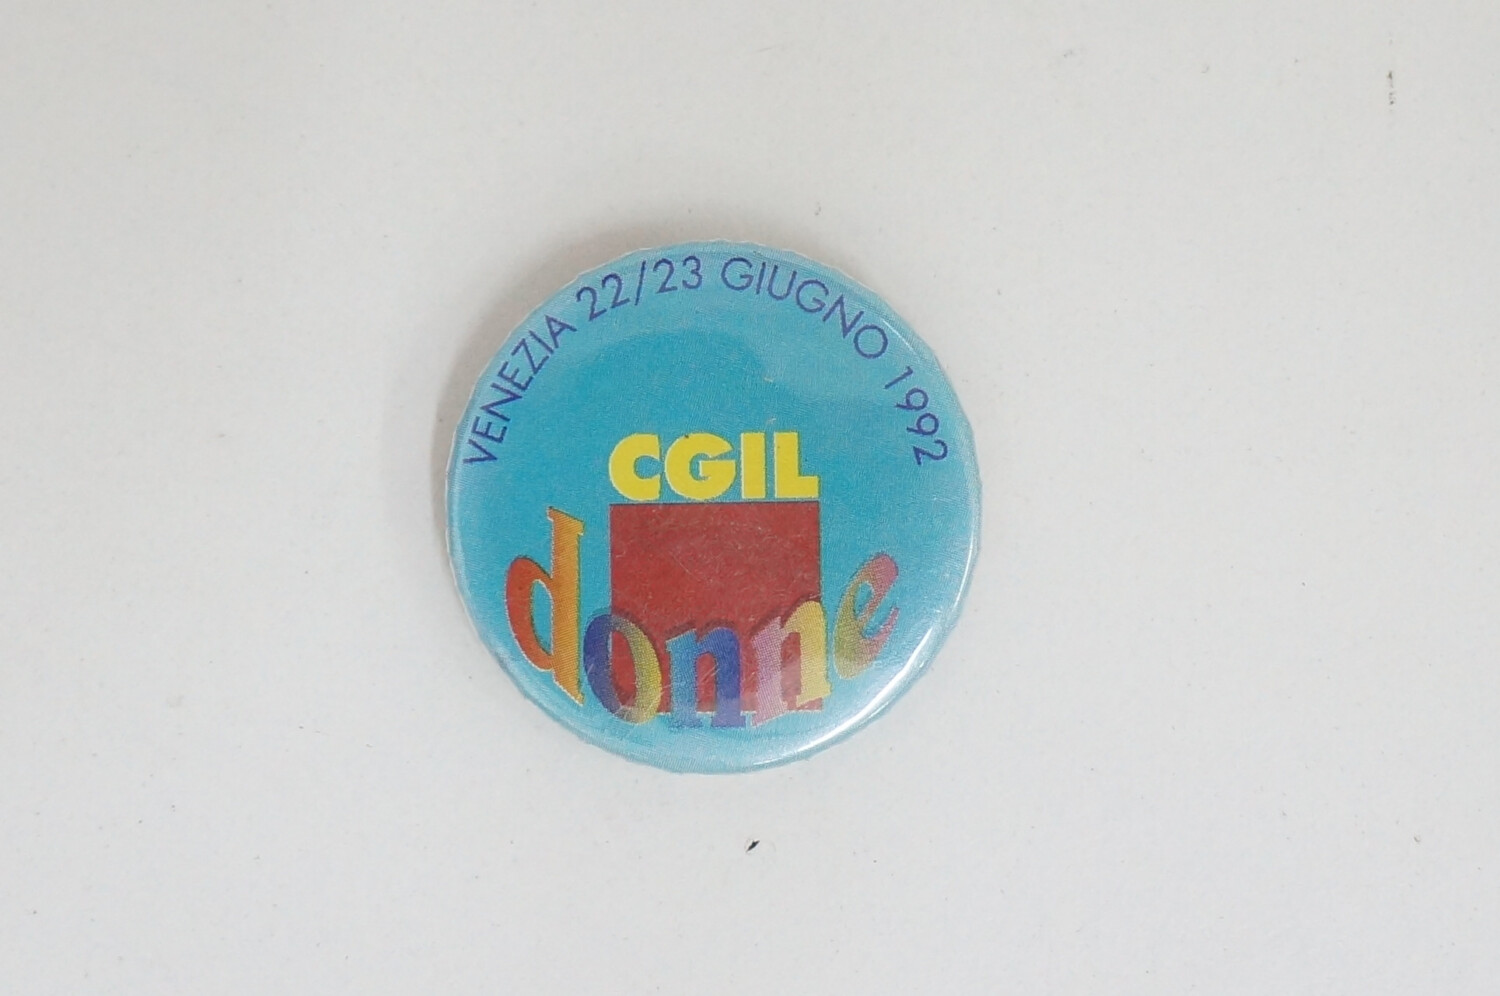 VENEZIA 22/23 GIUGNO 1992
CGIL
donne